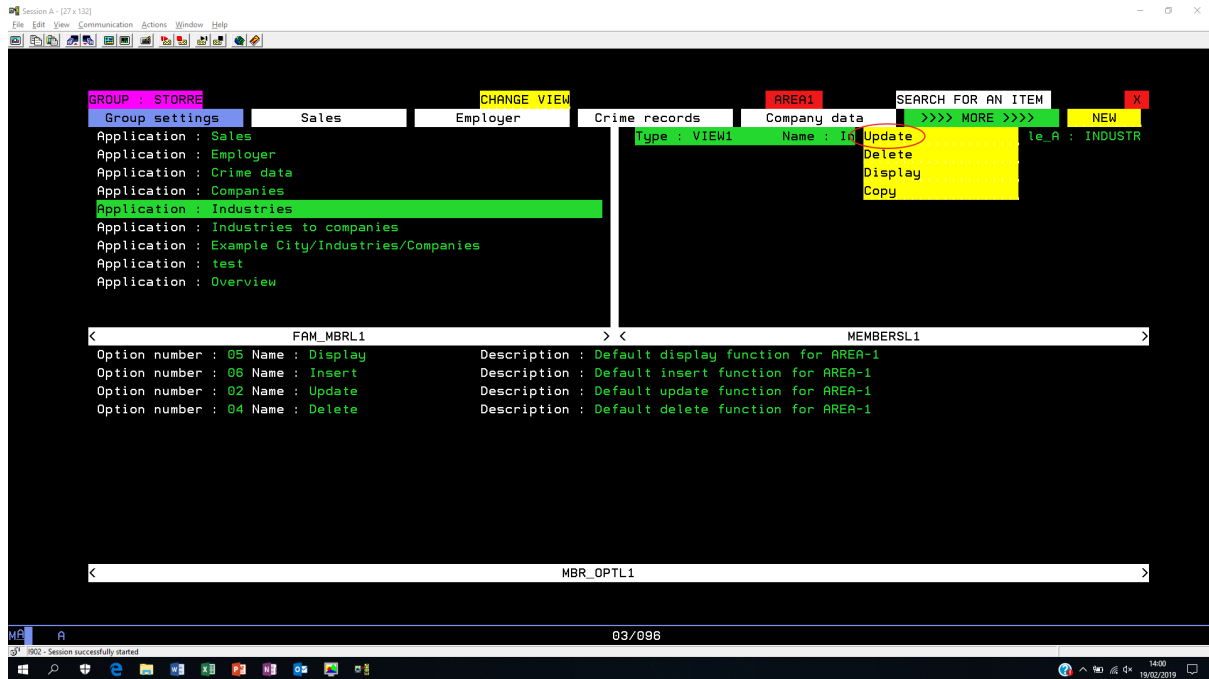 Session A - [27 x 132]
File Edit View Communication Actions Window Help
GROUP : STORRE CHANGE VIEW AREA1 SEARCH FOR AN ITEM X
Group settings Sales Employer Crime records Company data >>>> MORE >>>> NEW
Application : Sales Type : VIEW1 Name : In Update le_A : INDUSTR
Application : Employer Delete
Application : Crime data Display
Application : Companies Copy
Application : Industries
Application : Industries to companies
Application : Example City/Industries/Companies
Application : test
Application : Overview
< FAM_MBRL1 > < MEMBERSL1 >
Option number : 05 Name : Display Description : Default display function for AREA-1
Option number : 06 Name : Insert Description : Default insert function for AREA-1
Option number : 02 Name : Update Description : Default update function for AREA-1
Option number : 04 Name : Delete Description : Default delete function for AREA-1
< MBR_OPTL1 >
MA A 03/096
I902 - Session successfully started
14:00
19/02/2019